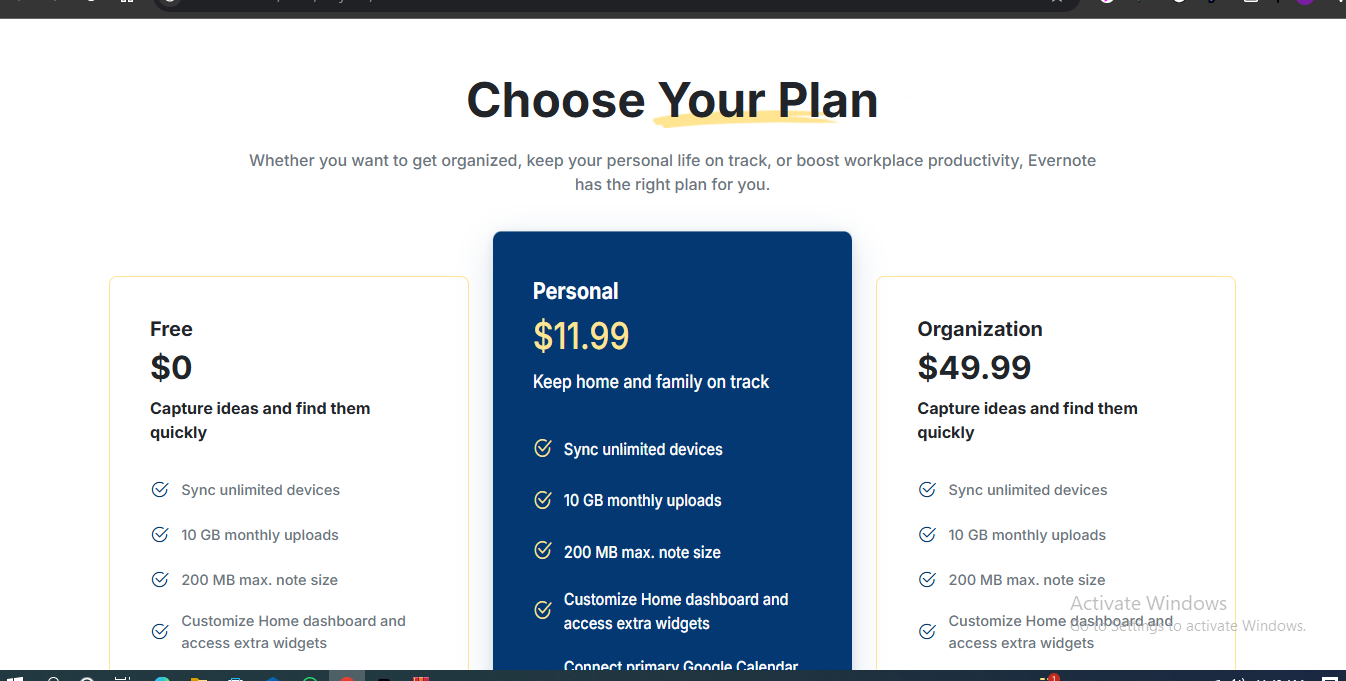 Choose Your Plan
Whether you want to get organized, keep your personal life on track, or boost workplace productivity, Evernote
has the right plan for you.
Free
$0
Capture ideas and find them
quickly
Sync unlimited devices
10 GB monthly uploads
200 MB max. note size
Customize Home dashboard and
access extra widgets
Personal
$11.99
Keep home and family on track
Sync unlimited devices
10 GB monthly uploads
200 MB max. note size
Customize Home dashboard and
access extra widgets
Connect primary Google Calendar
Organization
$49.99
Capture ideas and find them
quickly
Sync unlimited devices
10 GB monthly uploads
200 MB max. note size
Customize Home dashboard and
access extra widgets
Activate Windows
Go to Settings to activate Windows.
1